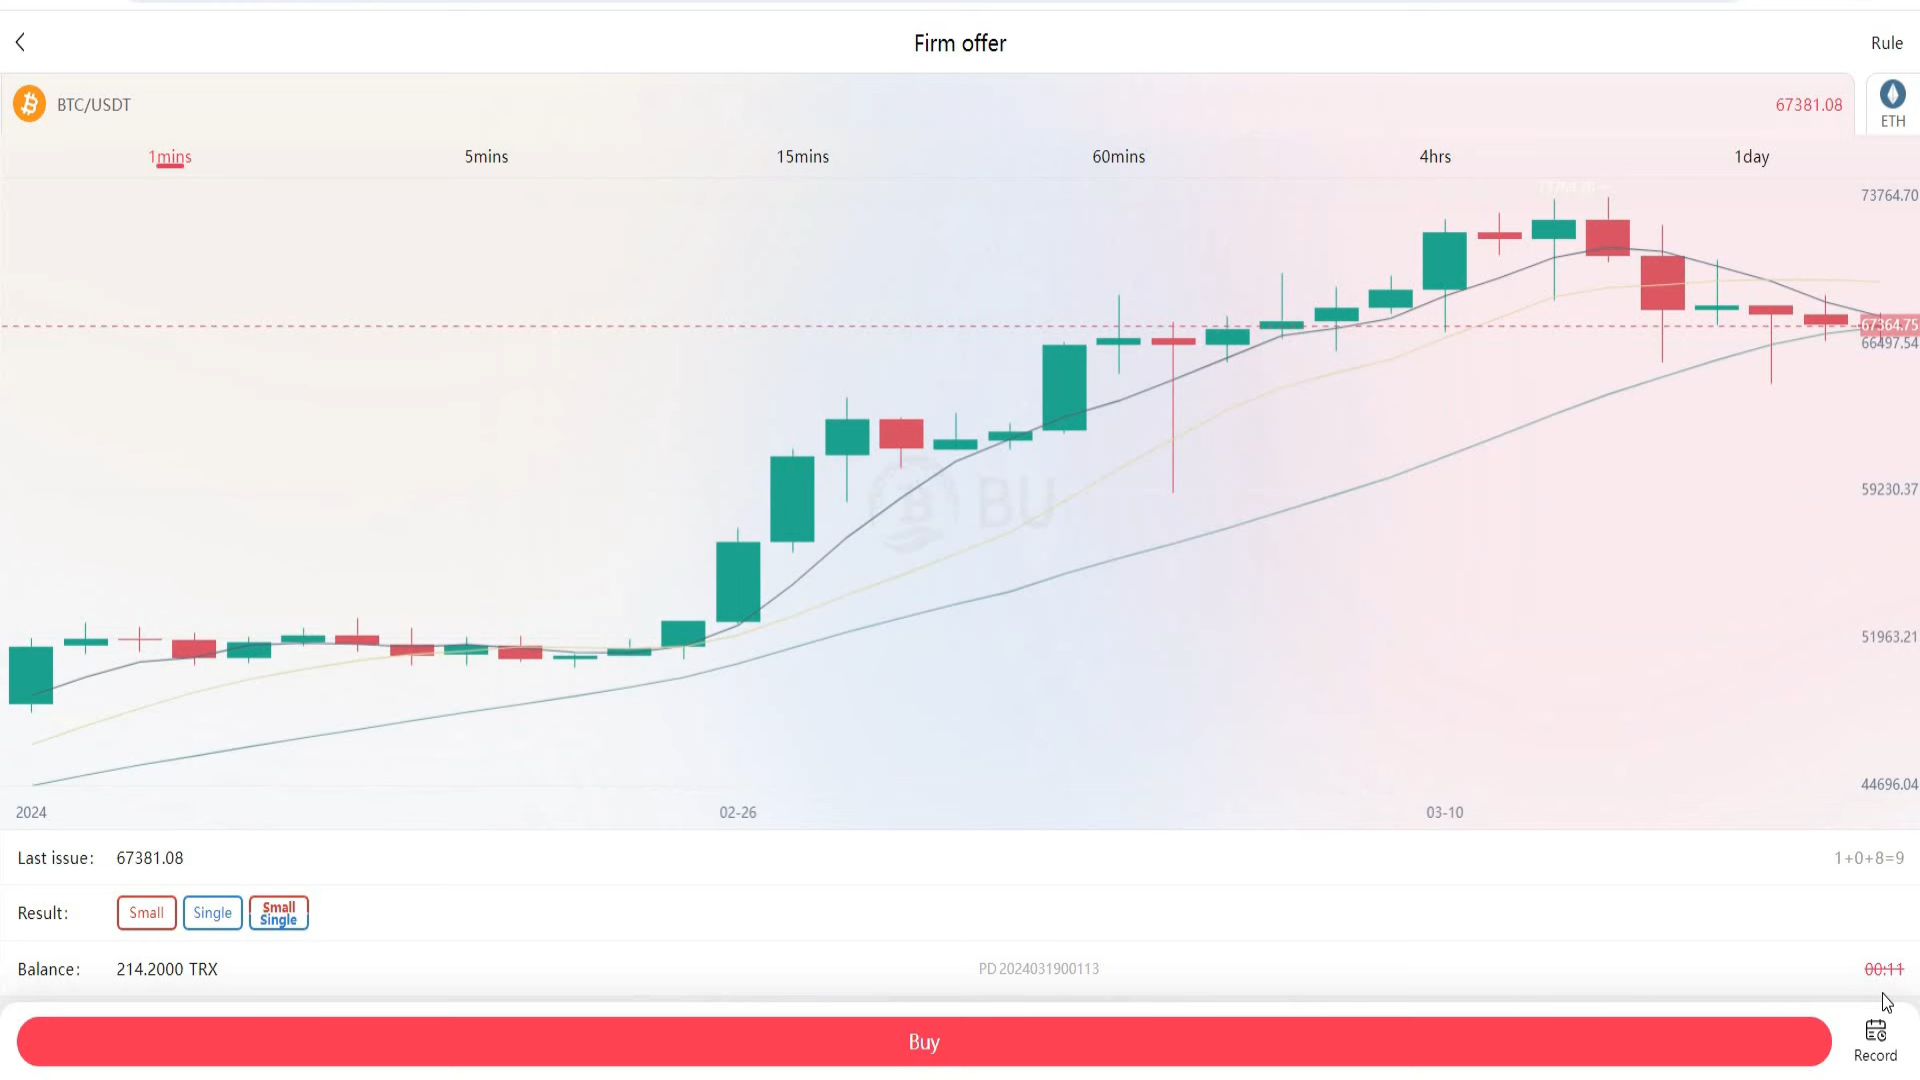 Firm offer
Rule
BTC/USDT
67381.08
ETH
1mins
5mins
15mins
60mins
4hrs
1day
73764.70
67364.75
66497.54
BU
59230.37
51963.21
44696.04
2024
02-26
03-10
Last issue:
67381.08
1+0+8=9
Result:
Small
Single
Small
Single
Balance:
214.2000 TRX
PD2024031900113
00:11
Buy
Record